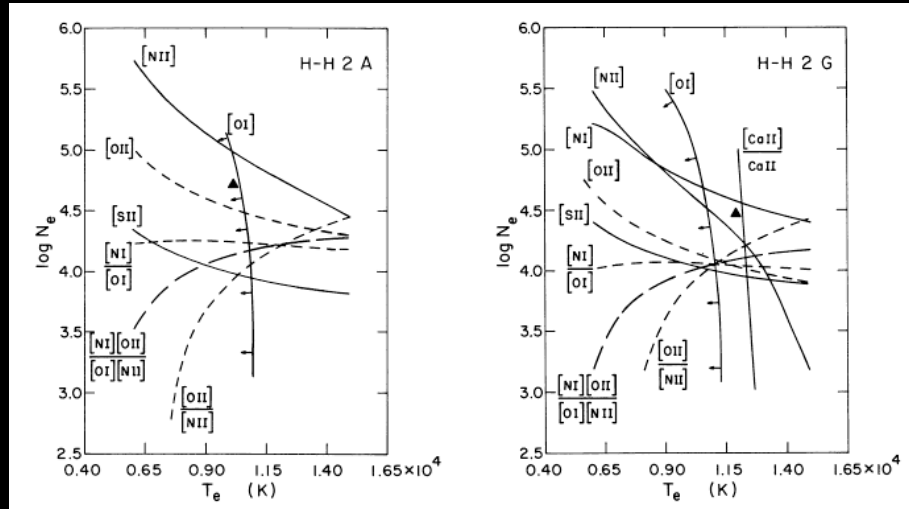 H-H 2 A
6.0
5.5
5.0
4.5
4.0
3.5
3.0
2.5
log Ne
[NII]
[OI]
[OII]
[SII]
[NI]
[OI]
[NI][OII]
[OI][NII]
[OII]
[NII]
0.40 0.65 0.90 1.15 1.40 1.65×10⁴
Te (K)
H-H 2 G
6.0
5.5
5.0
4.5
4.0
3.5
3.0
2.5
log Ne
[NII]
[OI]
[NI]
[CaII]
CaII
[OII]
[SII]
[NI]
[OI]
[OII]
[NII]
[NI][OII]
[OI][NII]
0.40 0.65 0.90 1.15 1.40 1.65×10⁴
Te (K)